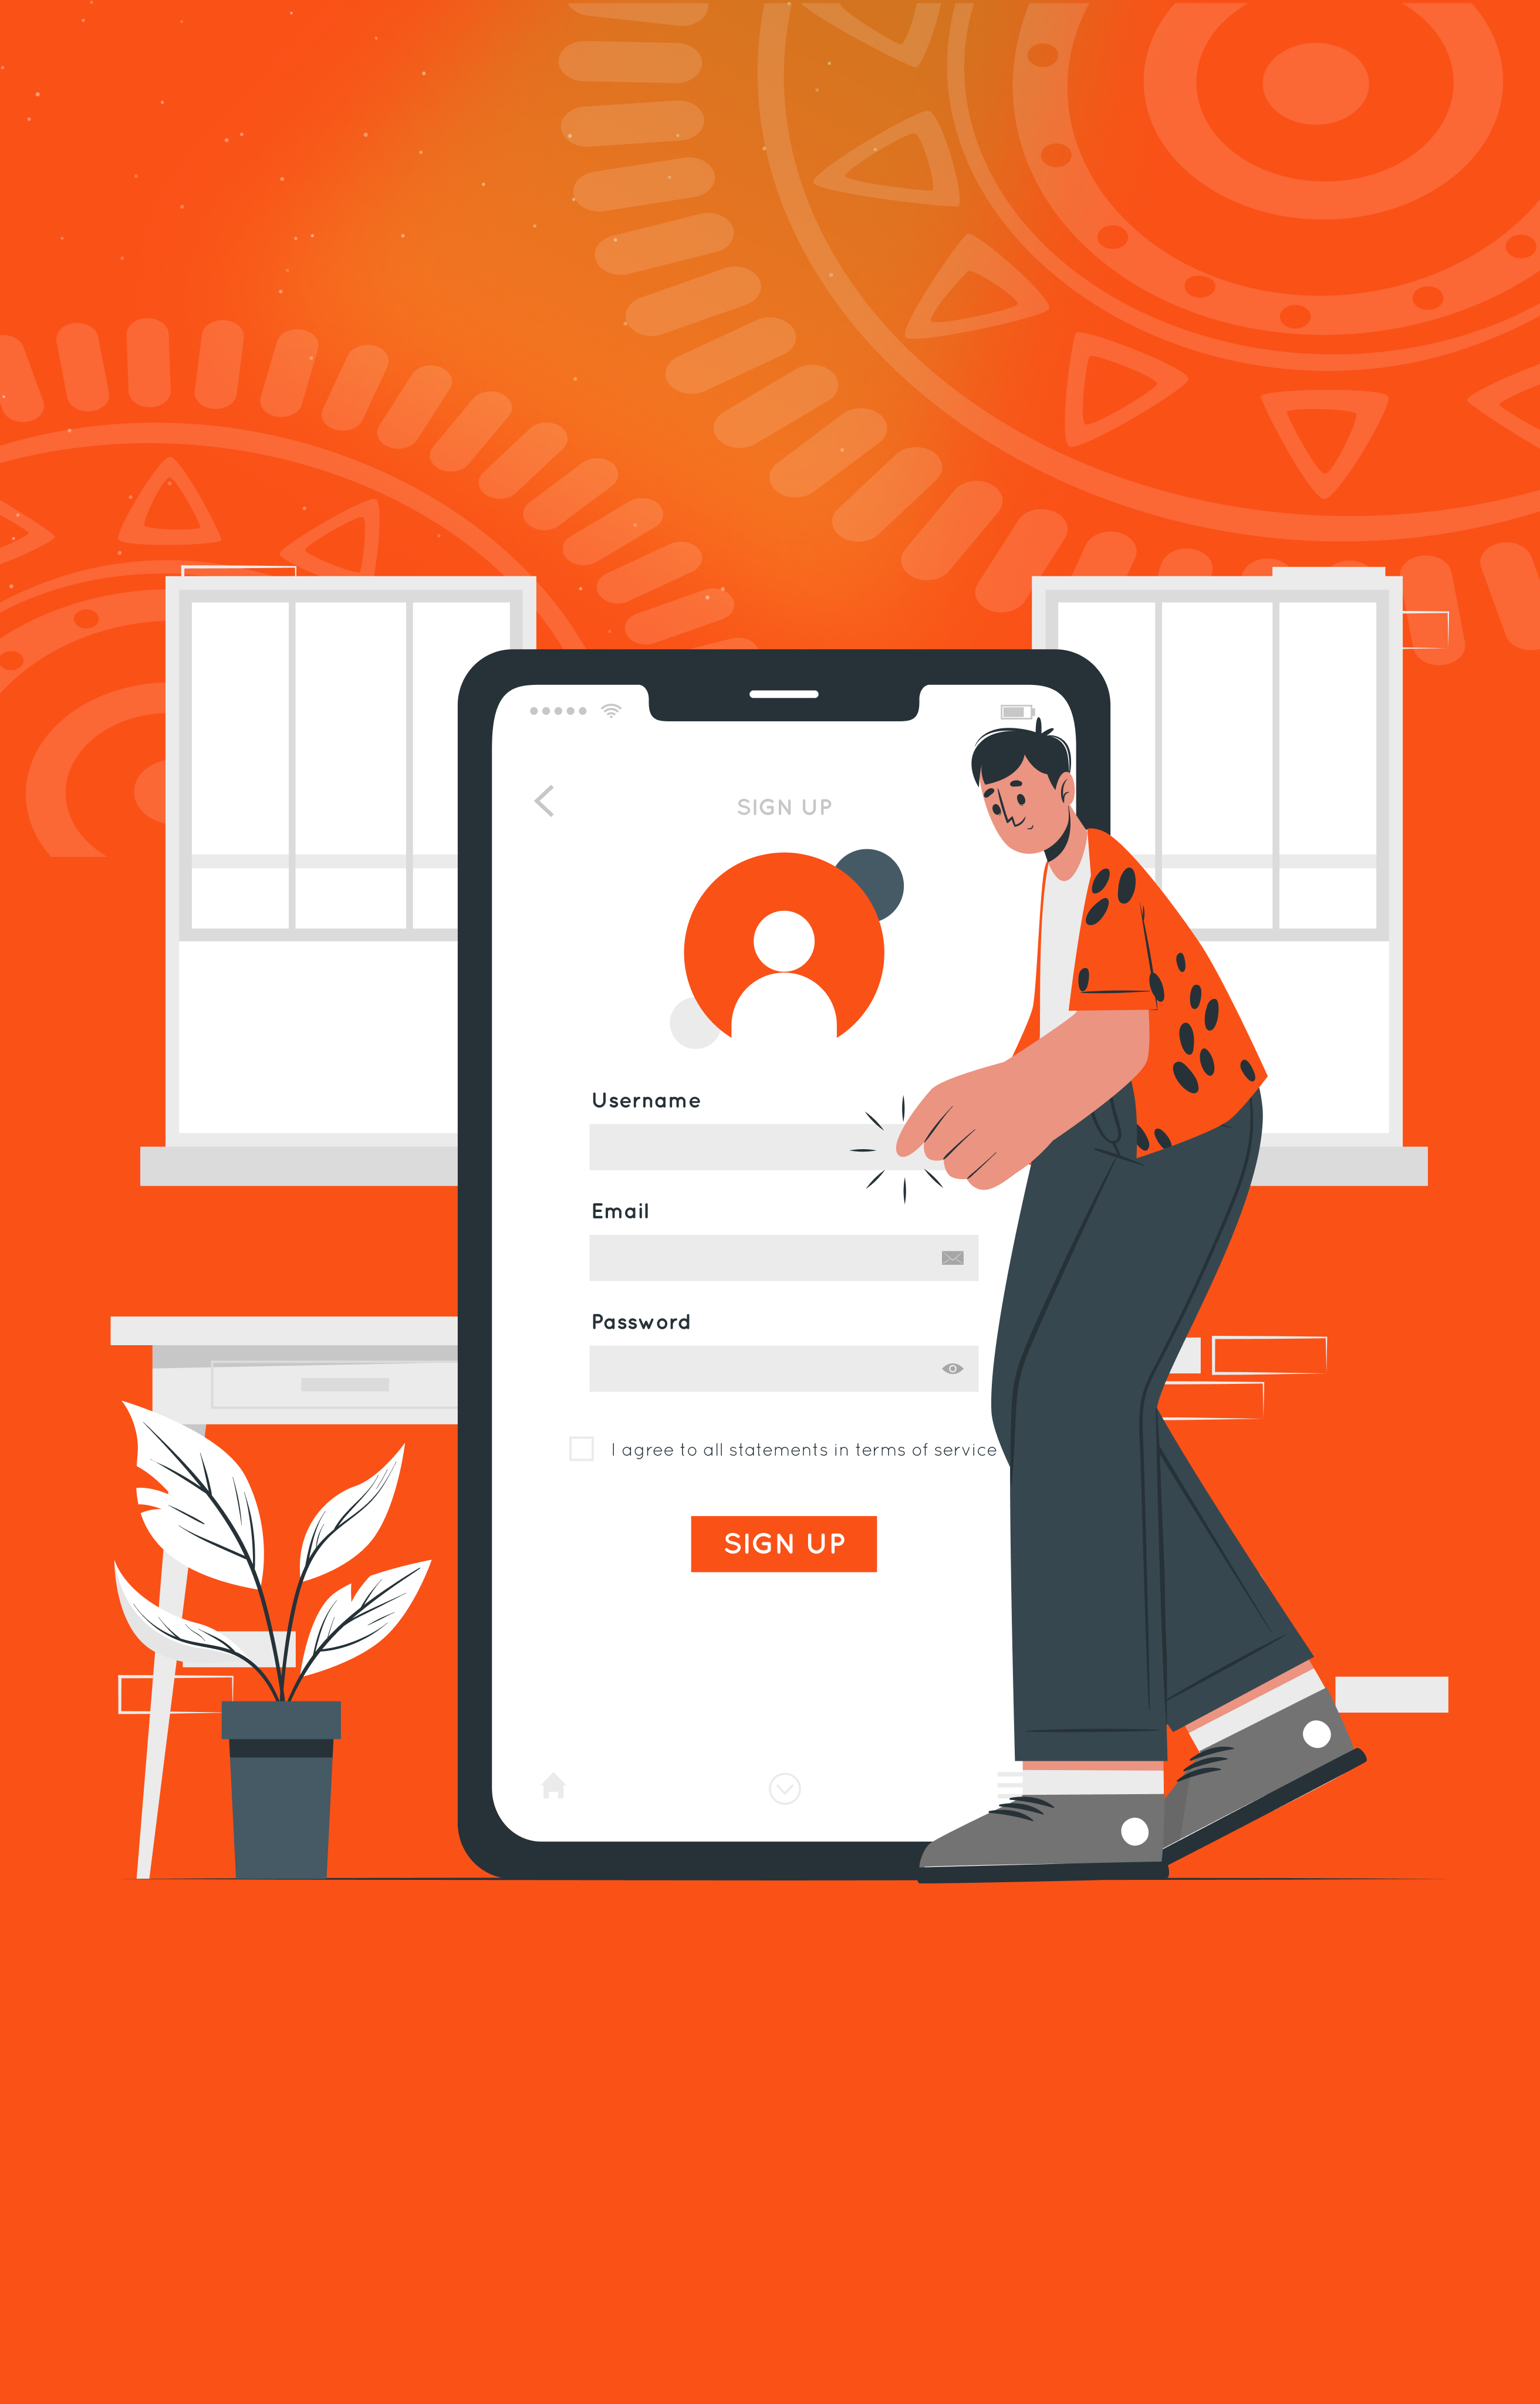 SIGN UP
Username
Email
Password
I agree to all statements in terms of service
SIGN UP